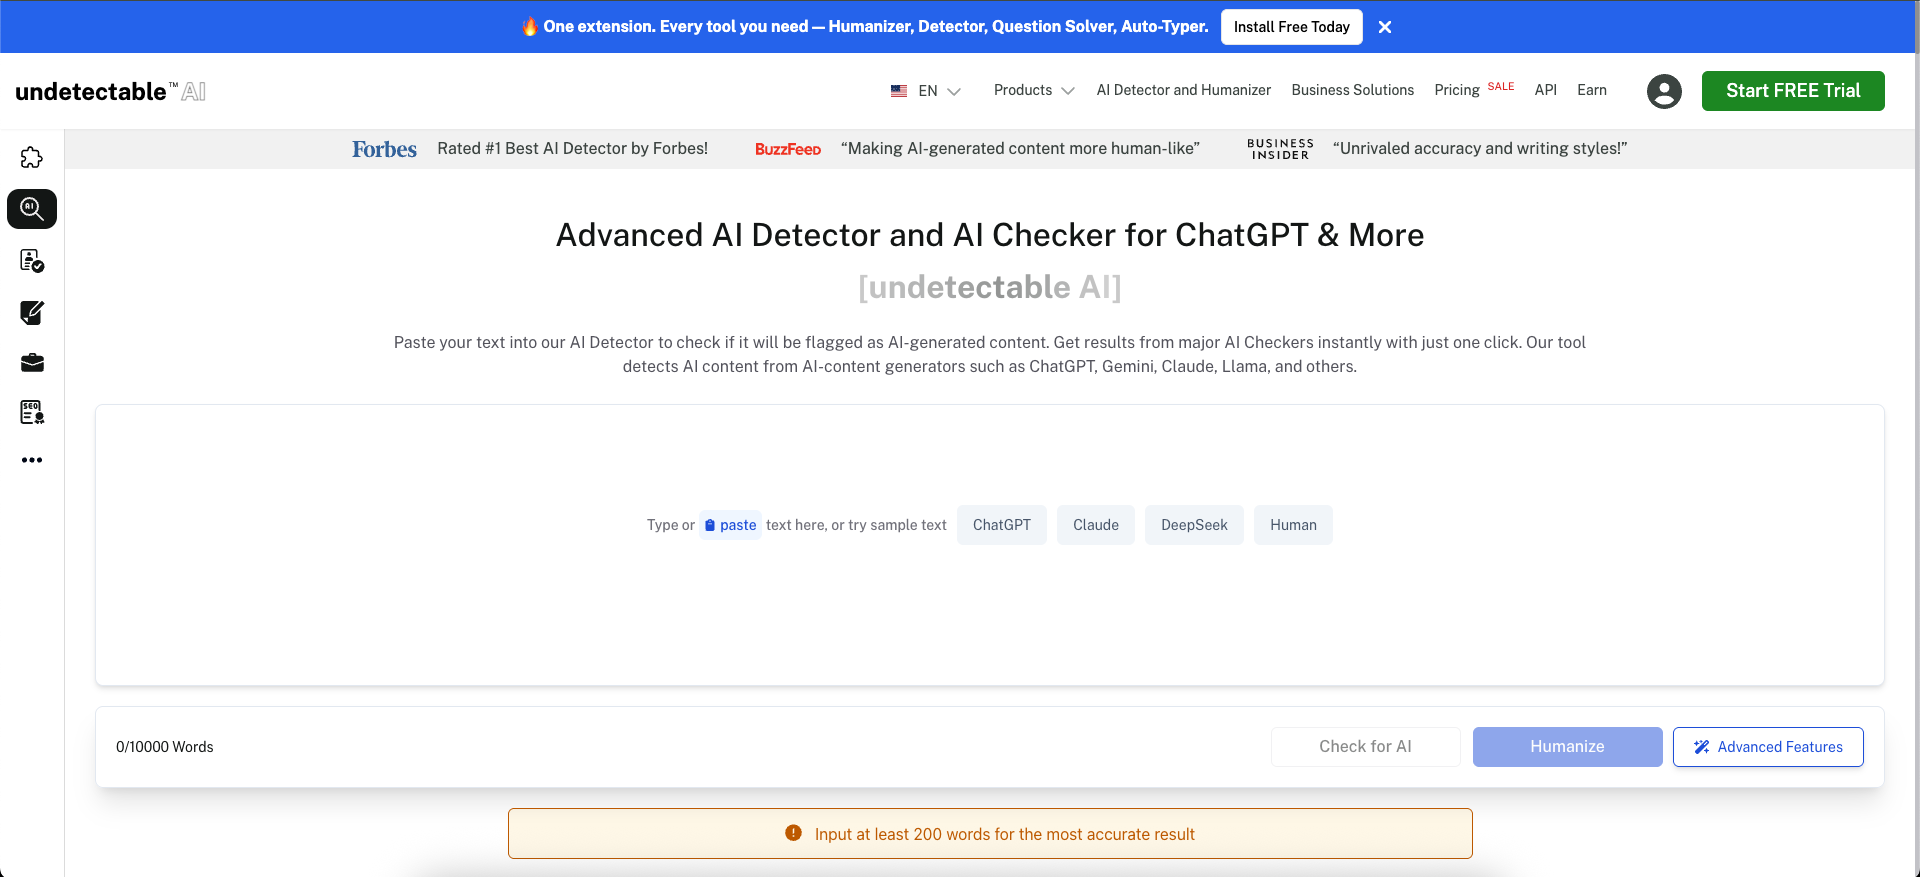 One extension. Every tool you need — Humanizer, Detector, Question Solver, Auto-Typer. Install Free Today
undetectable™ AI
EN Products AI Detector and Humanizer Business Solutions Pricing SALE API Earn Start FREE Trial
Forbes Rated #1 Best AI Detector by Forbes! BuzzFeed “Making AI-generated content more human-like” BUSINESS INSIDER “Unrivaled accuracy and writing styles!”
AI
SEO
Advanced AI Detector and AI Checker for ChatGPT & More
[undetectable AI]
Paste your text into our AI Detector to check if it will be flagged as AI-generated content. Get results from major AI Checkers instantly with just one click. Our tool
detects AI content from AI-content generators such as ChatGPT, Gemini, Claude, Llama, and others.
Type or paste text here, or try sample text ChatGPT Claude DeepSeek Human
0/10000 Words Check for AI Humanize Advanced Features
Input at least 200 words for the most accurate result